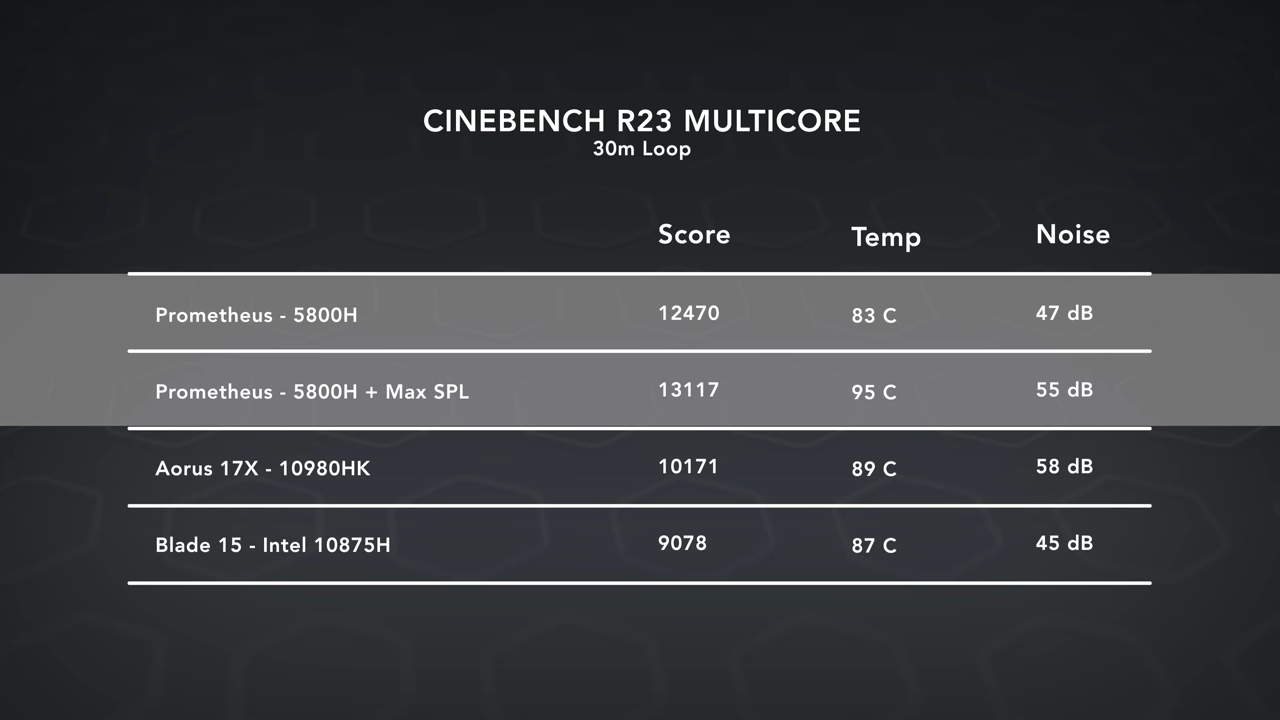 CINEBENCH R23 MULTICORE
30m Loop
Score Temp Noise
Prometheus - 5800H 12470 83 C 47 dB
Prometheus - 5800H + Max SPL 13117 95 C 55 dB
Aorus 17X - 10980HK 10171 89 C 58 dB
Blade 15 - Intel 10875H 9078 87 C 45 dB